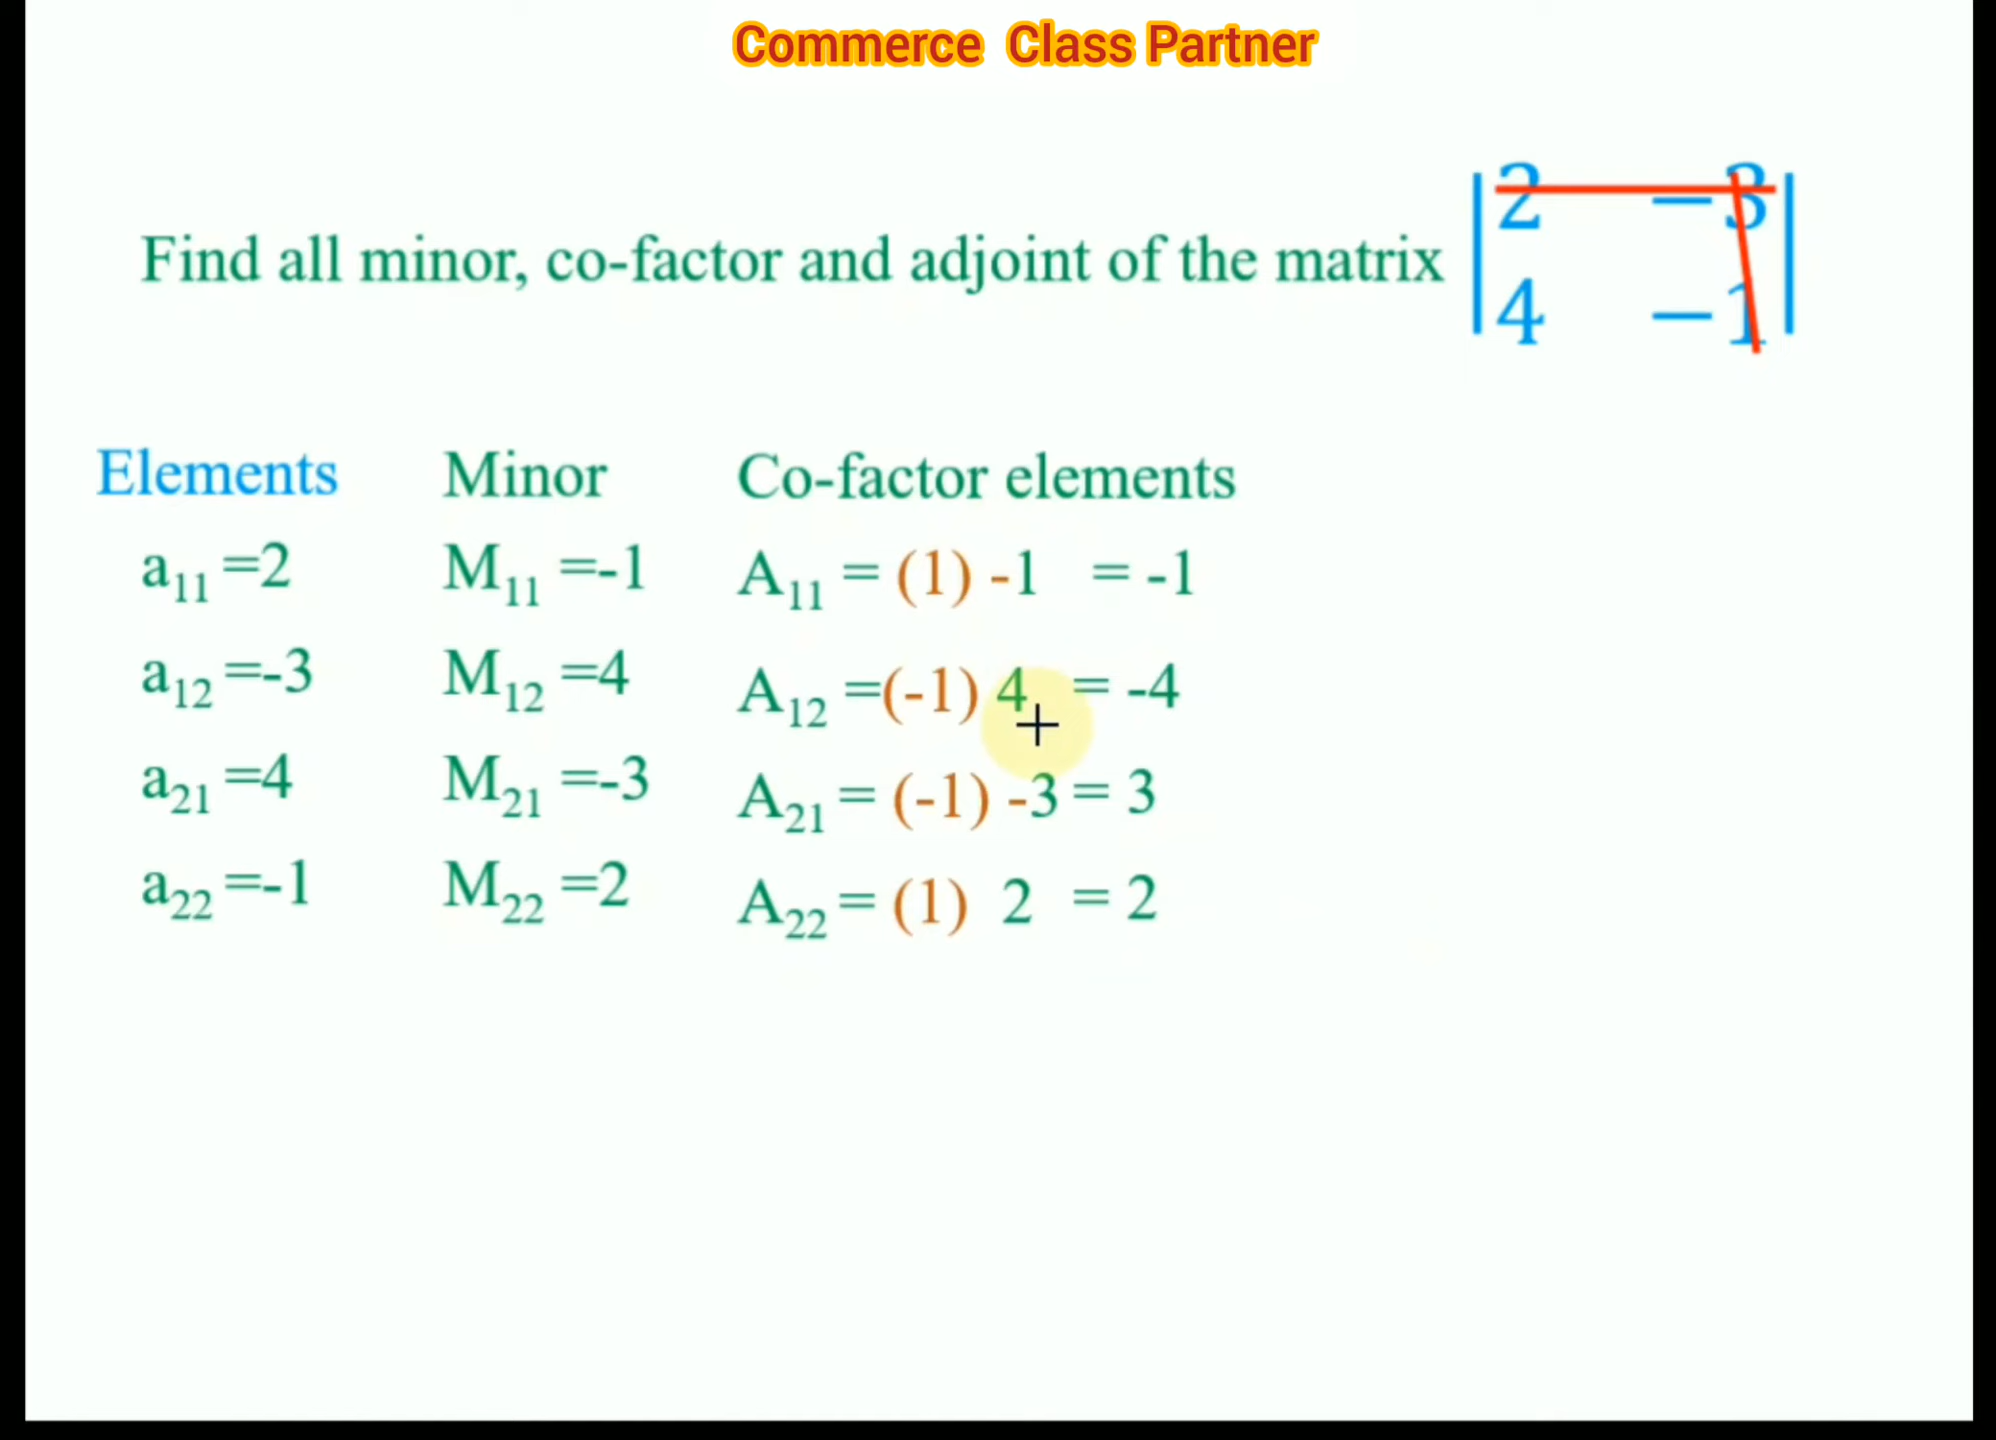 Commerce Class Partner
Find all minor, co-factor and adjoint of the matrix |2 −3|
|4 −1|
Elements Minor Co-factor elements
a₁₁ =2 M₁₁ =-1 A₁₁ = (1) -1 = -1
a₁₂ =-3 M₁₂ =4 A₁₂ =(-1) 4 = -4
a₂₁ =4 M₂₁ =-3 A₂₁ = (-1) -3 = 3
a₂₂ =-1 M₂₂ =2 A₂₂ = (1) 2 = 2